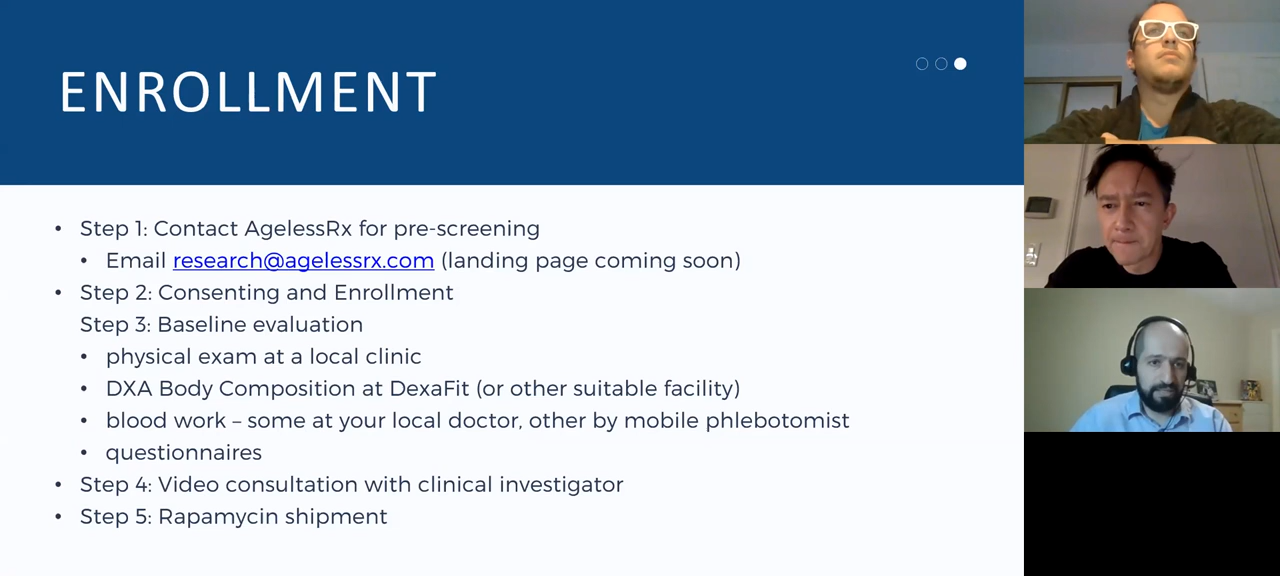 ENROLLMENT
• Step 1: Contact AgelessRx for pre-screening
• Email research@agelessrx.com (landing page coming soon)
• Step 2: Consenting and Enrollment
Step 3: Baseline evaluation
• physical exam at a local clinic
• DXA Body Composition at DexaFit (or other suitable facility)
• blood work – some at your local doctor, other by mobile phlebotomist
• questionnaires
• Step 4: Video consultation with clinical investigator
• Step 5: Rapamycin shipment